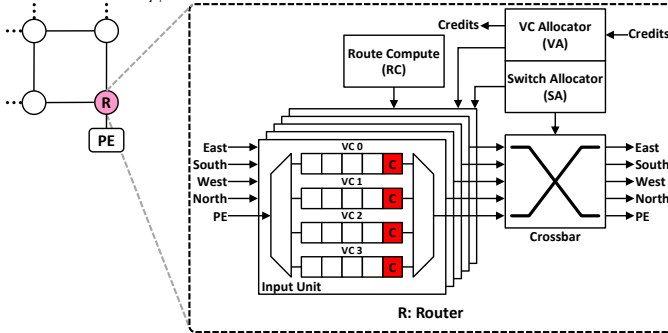 R
PE
Route Compute
(RC)
Credits
VC Allocator
(VA)
Credits
Switch Allocator
(SA)
East
South
West
North
PE
VC 0
C
VC 1
C
VC 2
C
VC 3
C
Input Unit
East
South
West
North
PE
Crossbar
R: Router